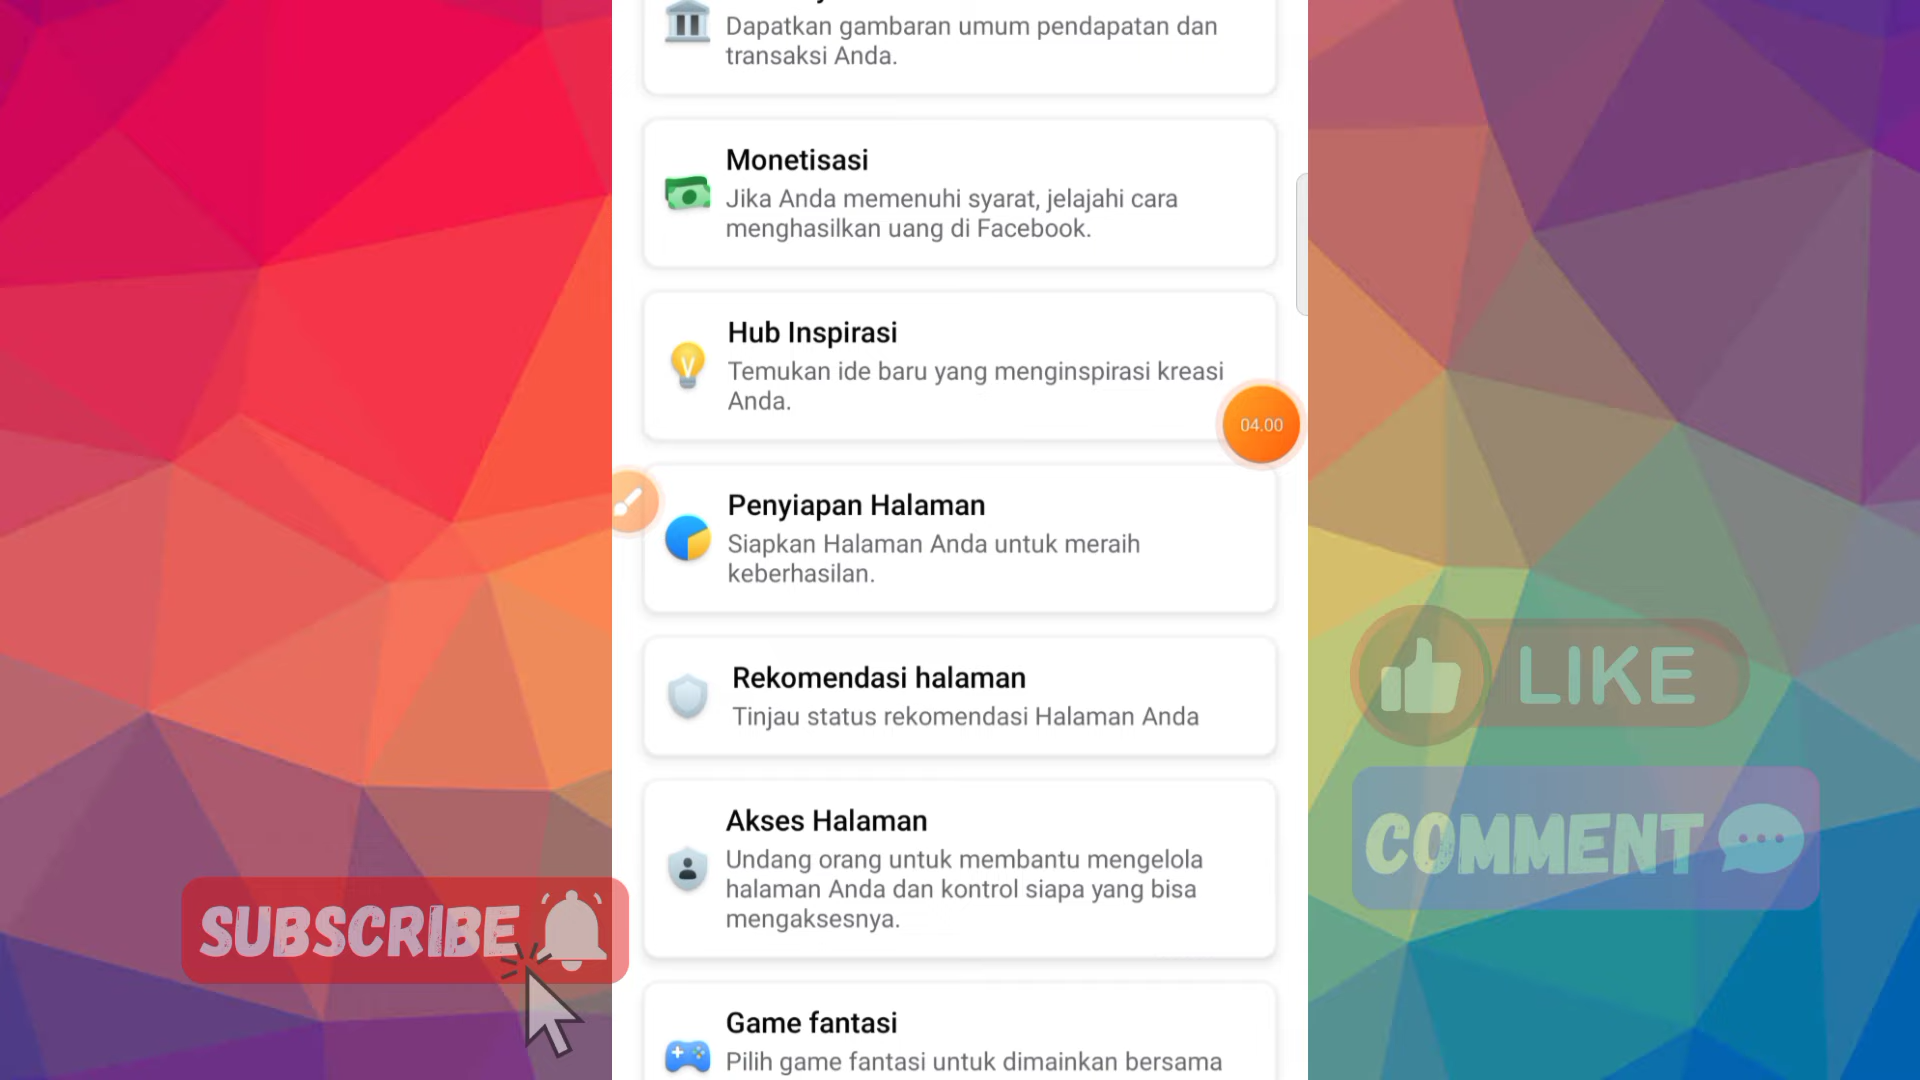 Dapatkan gambaran umum pendapatan dan
transaksi Anda.
Monetisasi
Jika Anda memenuhi syarat, jelajahi cara
menghasilkan uang di Facebook.
Hub Inspirasi
Temukan ide baru yang menginspirasi kreasi
Anda.
04.00
Penyiapan Halaman
Siapkan Halaman Anda untuk meraih
keberhasilan.
Rekomendasi halaman
Tinjau status rekomendasi Halaman Anda
LIKE
Akses Halaman
Undang orang untuk membantu mengelola
halaman Anda dan kontrol siapa yang bisa
mengaksesnya.
COMMENT
SUBSCRIBE
Game fantasi
Pilih game fantasi untuk dimainkan bersama